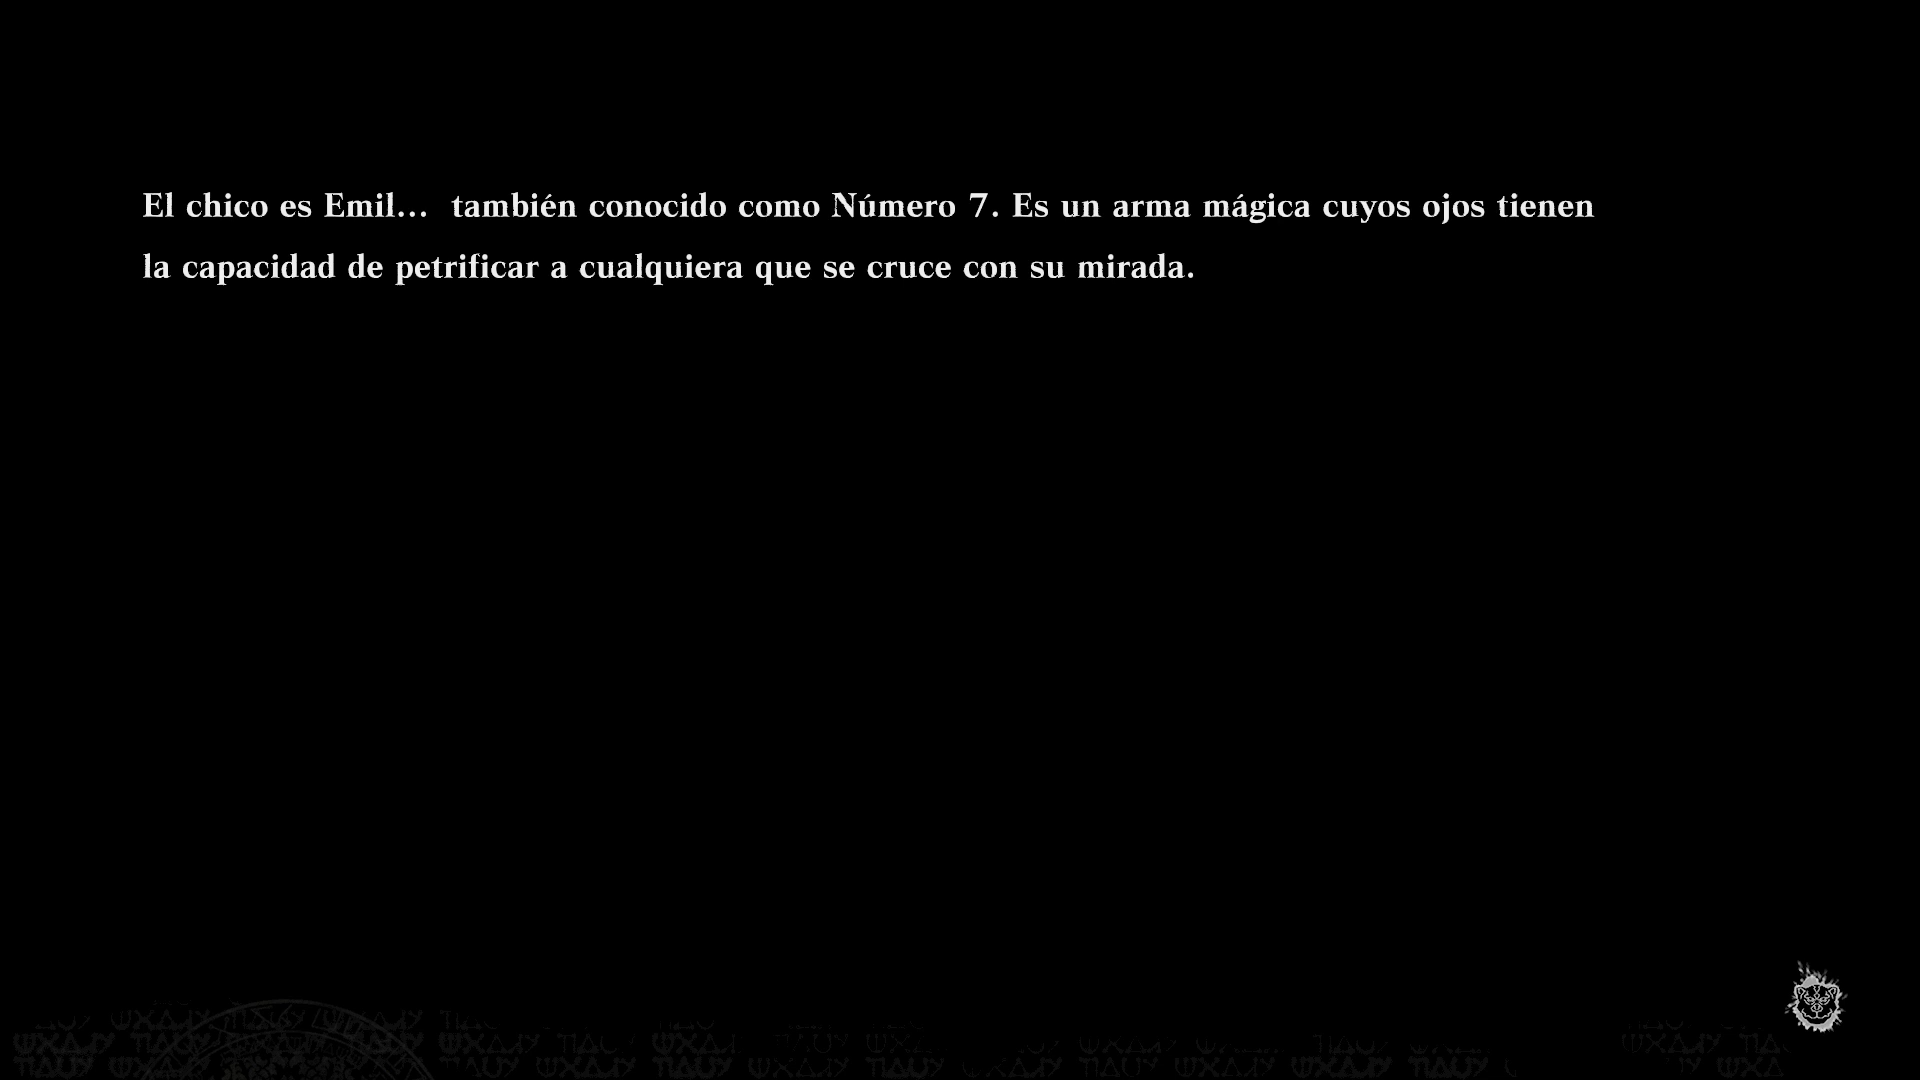 El chico es Emil...  también conocido como Número 7. Es un arma mágica cuyos ojos tienen
la capacidad de petrificar a cualquiera que se cruce con su mirada.